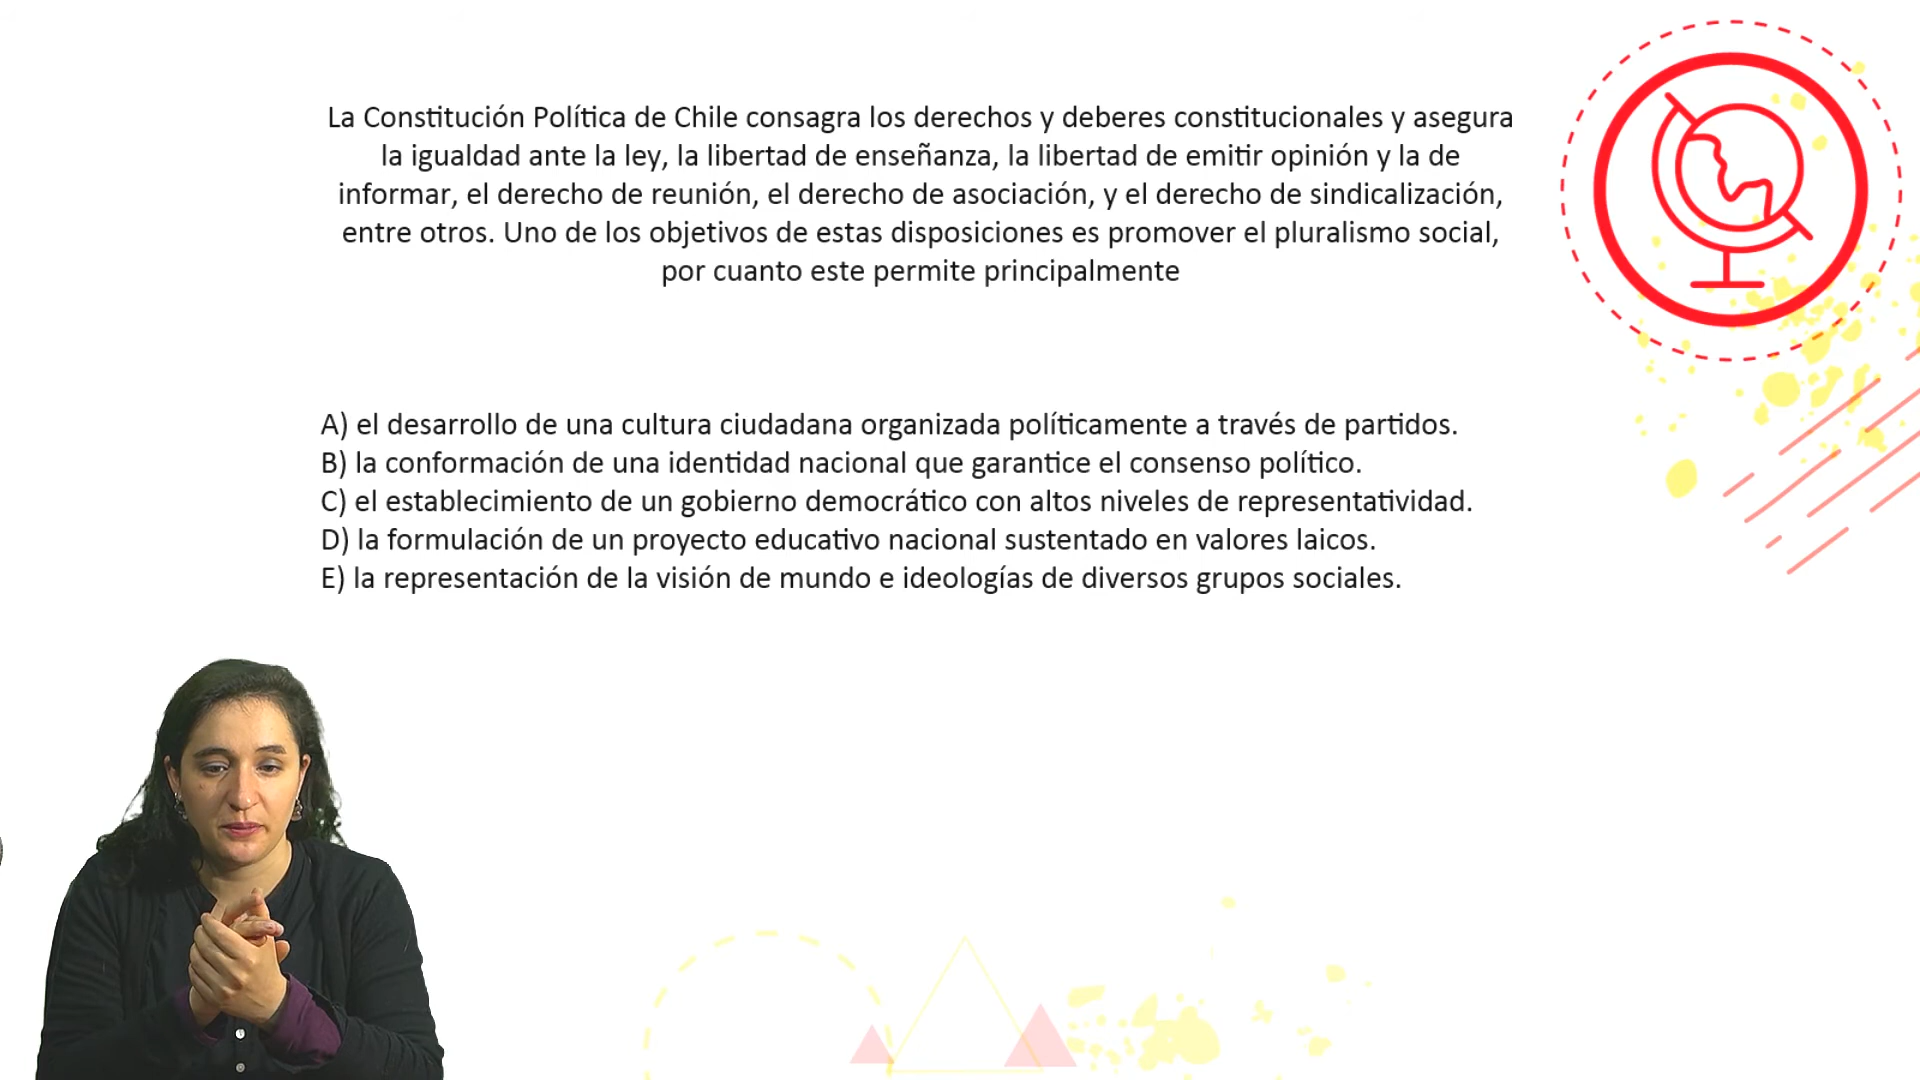 La Constitución Política de Chile consagra los derechos y deberes constitucionales y asegura
la igualdad ante la ley, la libertad de enseñanza, la libertad de emitir opinión y la de
informar, el derecho de reunión, el derecho de asociación, y el derecho de sindicalización,
entre otros. Uno de los objetivos de estas disposiciones es promover el pluralismo social,
por cuanto este permite principalmente
A) el desarrollo de una cultura ciudadana organizada políticamente a través de partidos.
B) la conformación de una identidad nacional que garantice el consenso político.
C) el establecimiento de un gobierno democrático con altos niveles de representatividad.
D) la formulación de un proyecto educativo nacional sustentado en valores laicos.
E) la representación de la visión de mundo e ideologías de diversos grupos sociales.